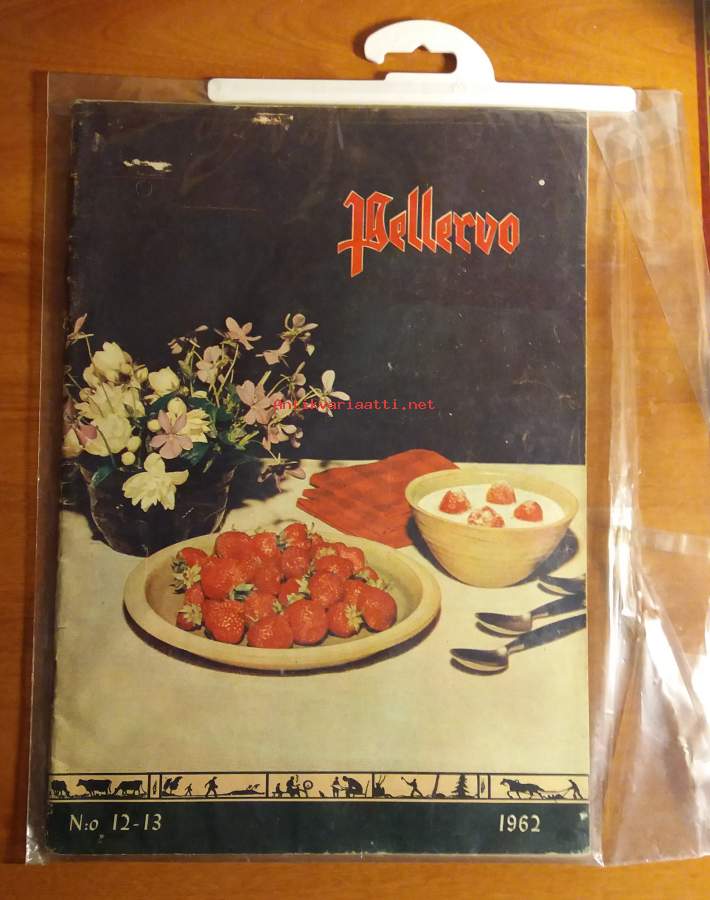 Pellervo
Antikvariaatti.net
N:o 12-13
1962